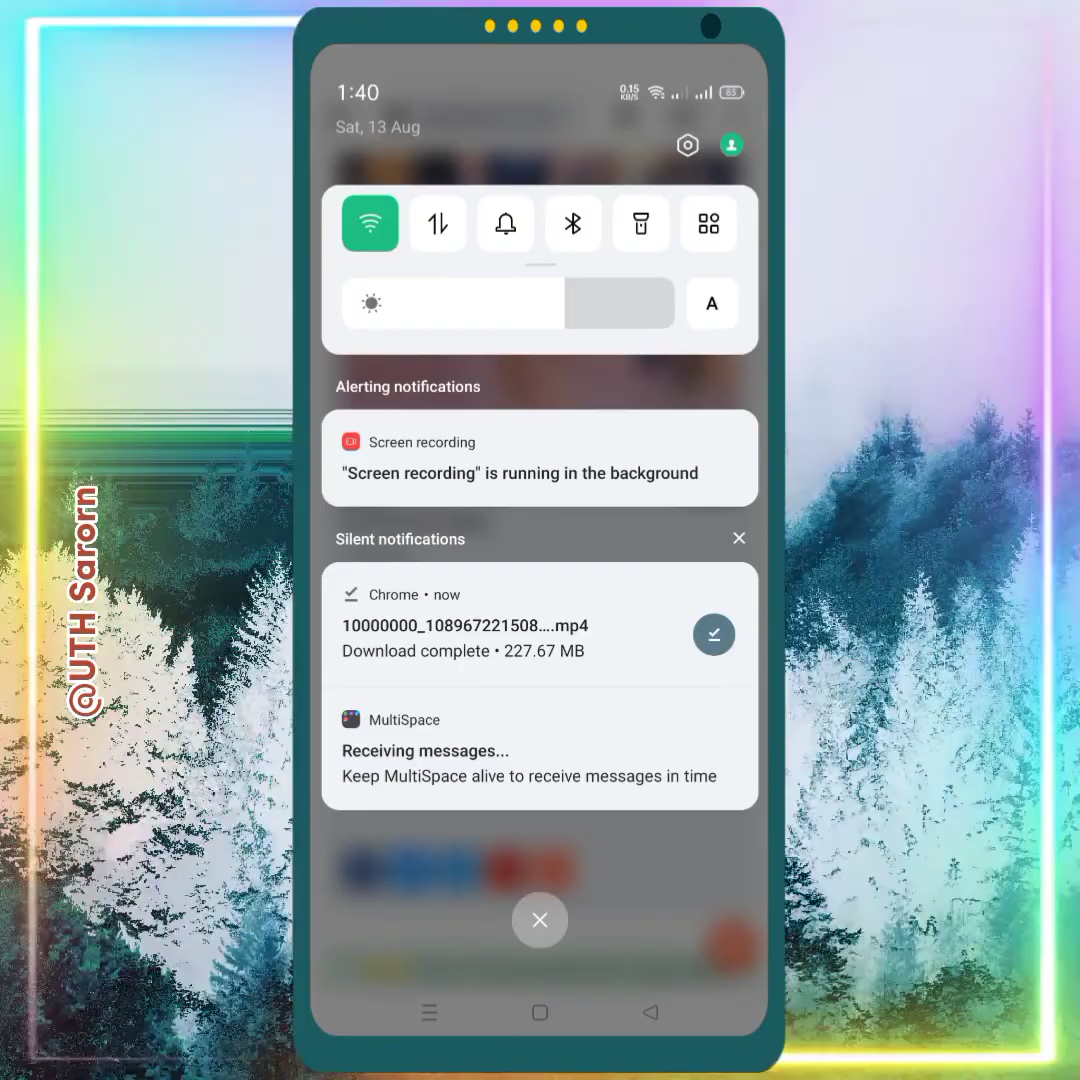 1:40
0.15
KB/S
83
Sat, 13 Aug
A
Alerting notifications
Screen recording
"Screen recording" is running in the background
Silent notifications
Chrome • now
10000000_108967221508....mp4
Download complete • 227.67 MB
MultiSpace
Receiving messages...
Keep MultiSpace alive to receive messages in time
@UTH Sarorn